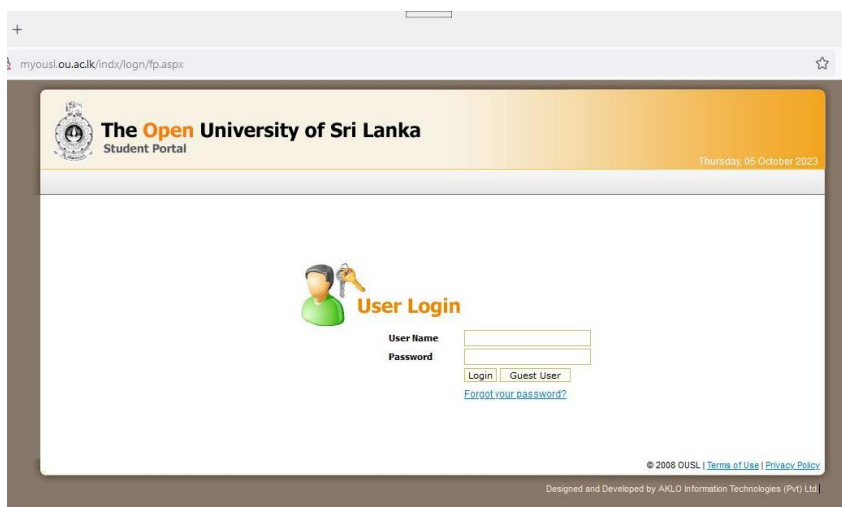 +
myousl.ou.ac.lk/indx/logn/fp.aspx
The Open University of Sri Lanka
Student Portal
Thursday, 05 October 2023
User Login
User Name
Password
Login Guest User
Forgot your password?
© 2008 OUSL | Terms of Use | Privacy Policy
Designed and Developed by AKLO Information Technologies (Pvt) Ltd.